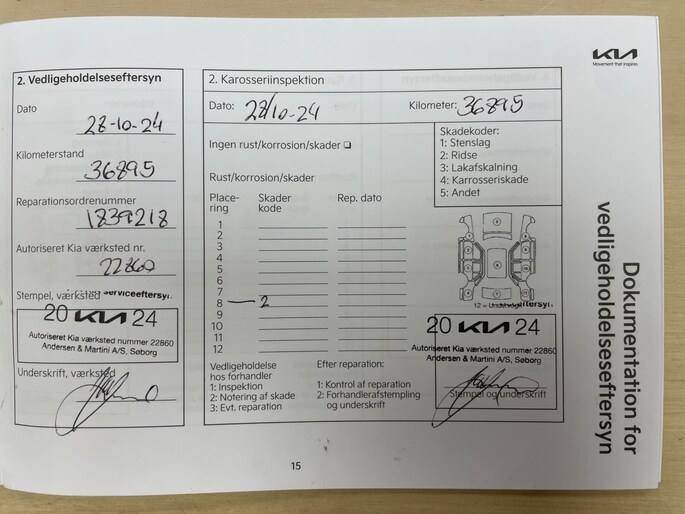 KIA
Movement that inspires
Dokumentation for
vedligeholdelseseftersyn
2. Vedligeholdelseseftersyn
Dato
28-10-24
Kilometerstand
36895
Reparationsordrenummer
1839218
Autoriseret Kia værksted nr.
22860
Stempel, værksted serviceeftersyn
20 KIA 24
Autoriseret Kia værksted nummer 22860
Andersen & Martini A/S, Søborg
Underskrift, værksted
2. Karosseriinspektion
Dato: 28/10-24 Kilometer: 36895
Ingen rust/korrosion/skader
Rust/korrosion/skader
Skadekoder:
1: Stenslag
2: Ridse
3: Lakafskalning
4: Karrosseriskade
5: Andet
Place-ring Skader kode Rep. dato
1
2
3
4
5
6
7
8 — 2
9
10
11
12
12 = Undervogn
20 KIA 24
Autoriseret Kia værksted nummer 22860
Andersen & Martini A/S, Søborg
Stempel og underskrift
Vedligeholdelse
hos forhandler
1: Inspektion
2: Notering af skade
3: Evt. reparation
Efter reparation:
1: Kontrol af reparation
2: Forhandlerafstempling
og underskrift
15